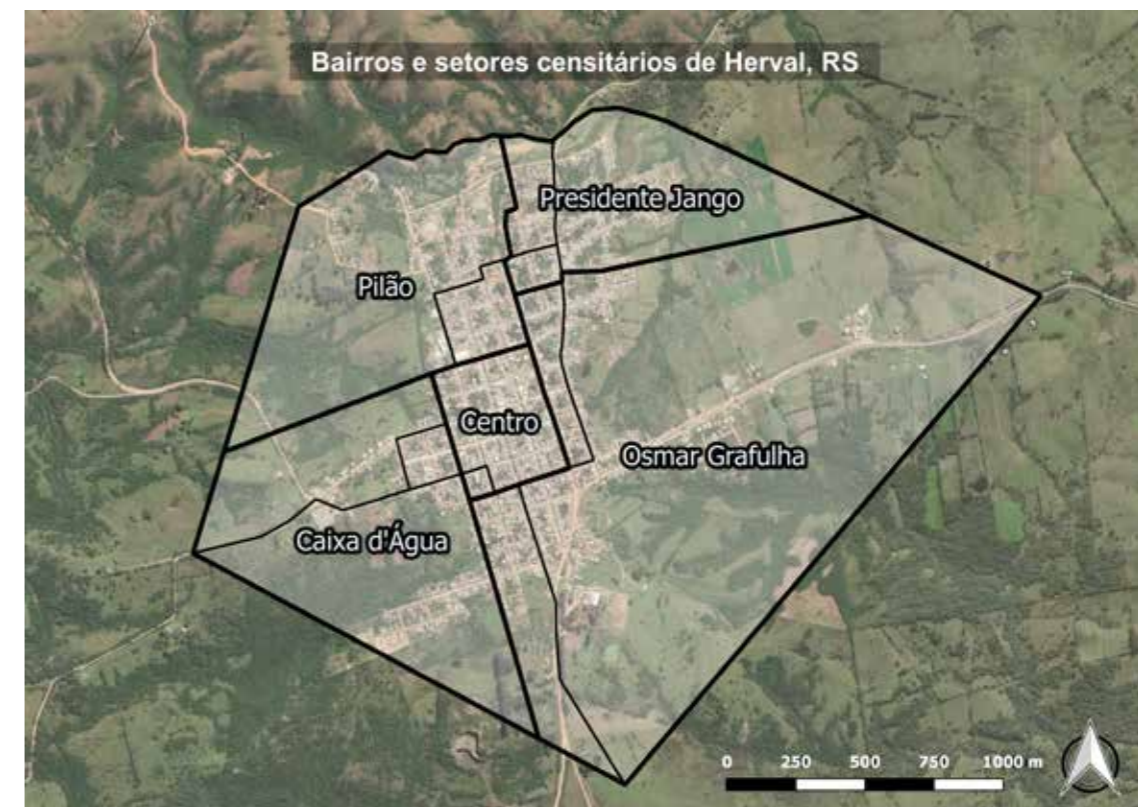 Bairros e setores censitários de Herval, RS
Presidente Jango
Pilão
Centro
Osmar Grafulha
Caixa d'Água
0 250 500 750 1000 m